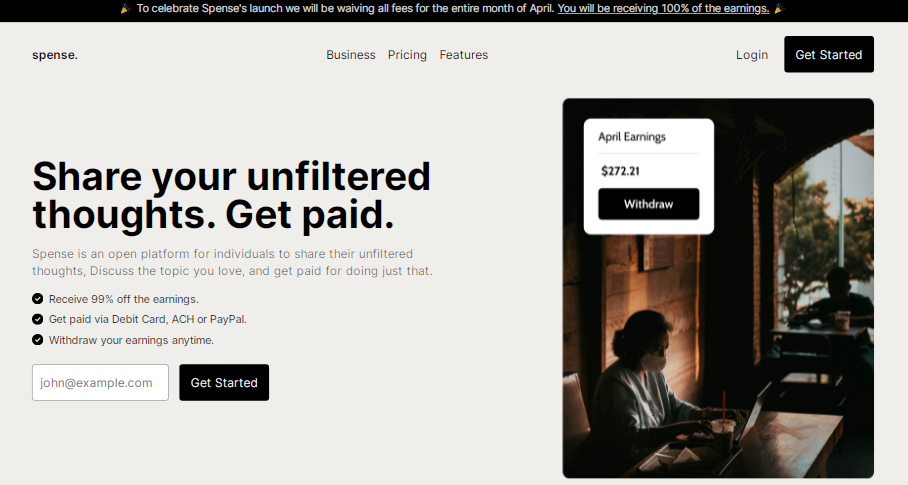 🎉 To celebrate Spense's launch we will be waiving all fees for the entire month of April. You will be receiving 100% of the earnings. 🎉
spense. Business Pricing Features Login Get Started
Share your unfiltered
thoughts. Get paid.
Spense is an open platform for individuals to share their unfiltered
thoughts, Discuss the topic you love, and get paid for doing just that.
Receive 99% off the earnings.
Get paid via Debit Card, ACH or PayPal.
Withdraw your earnings anytime.
john@example.com Get Started
April Earnings
$272.21
Withdraw